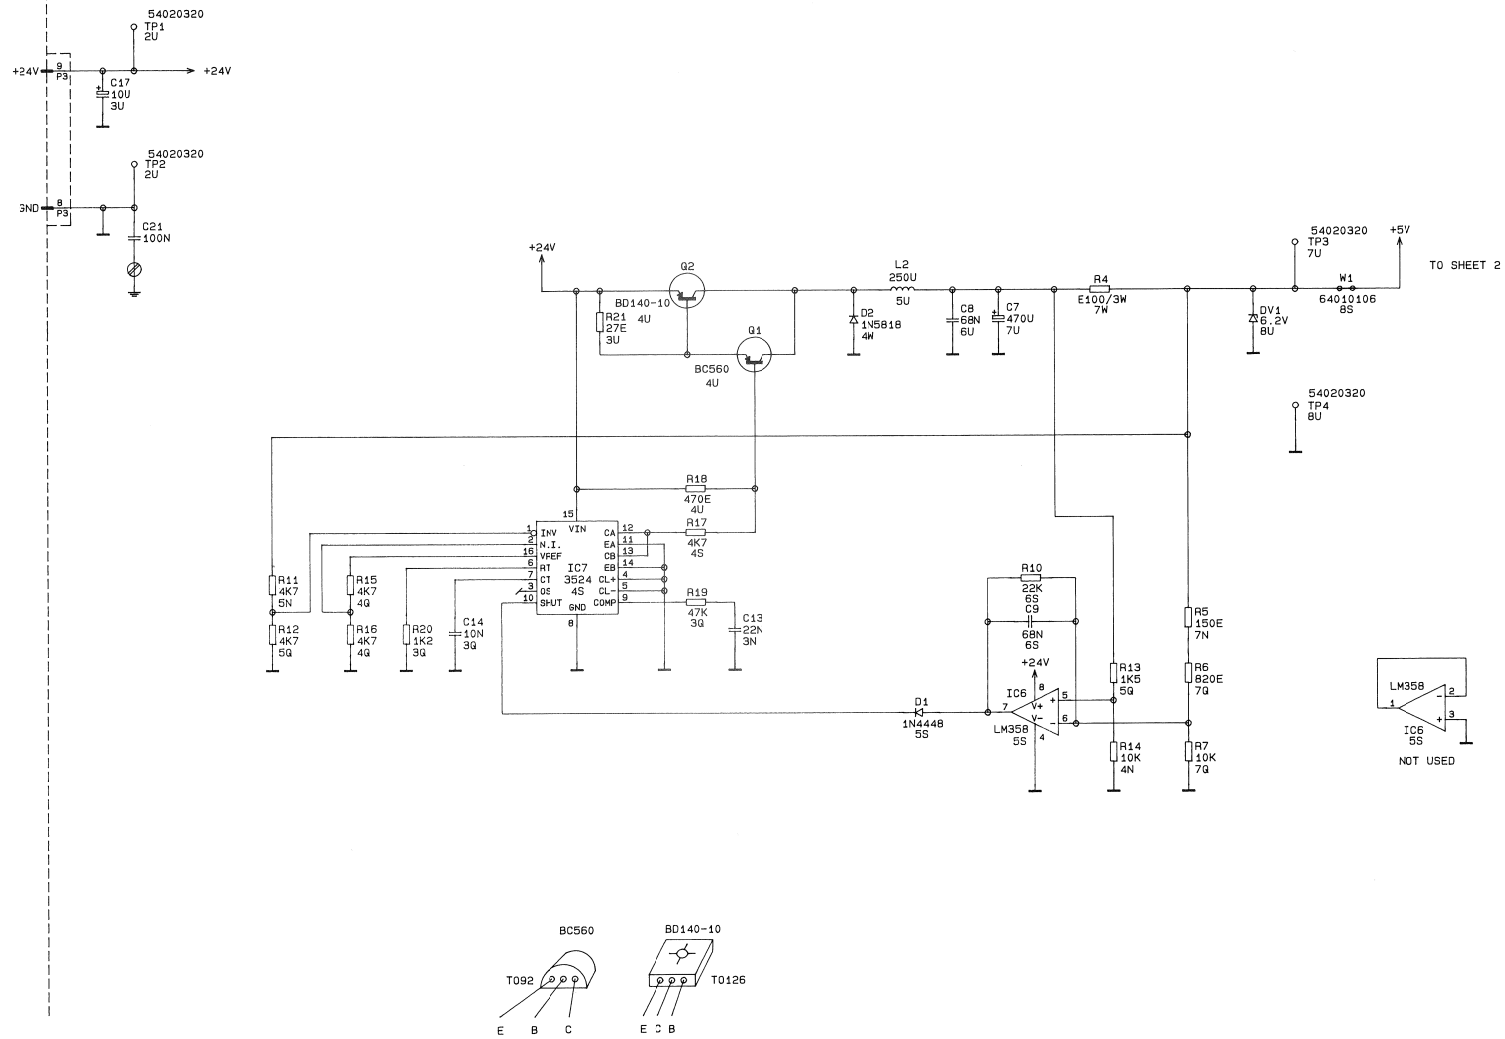 54020320
TP1
2U
+24V
9
P3
+24V
C17
10U
3U
54020320
TP2
2U
GND
8
P3
C21
100N
+24V
Q2
BD140-10
4U
R21
27E
3U
Q1
BC560
4U
D2
1N5818
4W
L2
250U
5U
C8
68N
6U
C7
470U
7U
R4
E100/3W
7W
54020320
TP3
7U
DV1
6.2V
8U
W1
64010106
8S
+5V
TO SHEET 2
54020320
TP4
8U
R18
470E
4U
R17
4K7
4S
15
VIN
1 INV
2 N.I.
16 VREF
6 RT
7 CT
3 OS
10 SHUT
IC7
3524
4S
GND
8
CA 12
EA 11
CB 13
EB 14
CL+ 4
CL- 5
COMP 9
R19
47K
3Q
C13
22N
3N
R11
4K7
5N
R12
4K7
5Q
R15
4K7
4Q
R16
4K7
4Q
R20
1K2
3Q
C14
10N
3Q
R10
22K
6S
C9
68N
6S
+24V
8
IC6
V+
V-
+
-
7
5
6
4
LM358
5S
D1
1N4448
5S
R13
1K5
5Q
R14
10K
4N
R5
150E
7N
R6
820E
7Q
R7
10K
7Q
LM358
1
-
2
+
3
IC6
5S
NOT USED
BC560
TO92
E B C
BD140-10
TO126
E C B